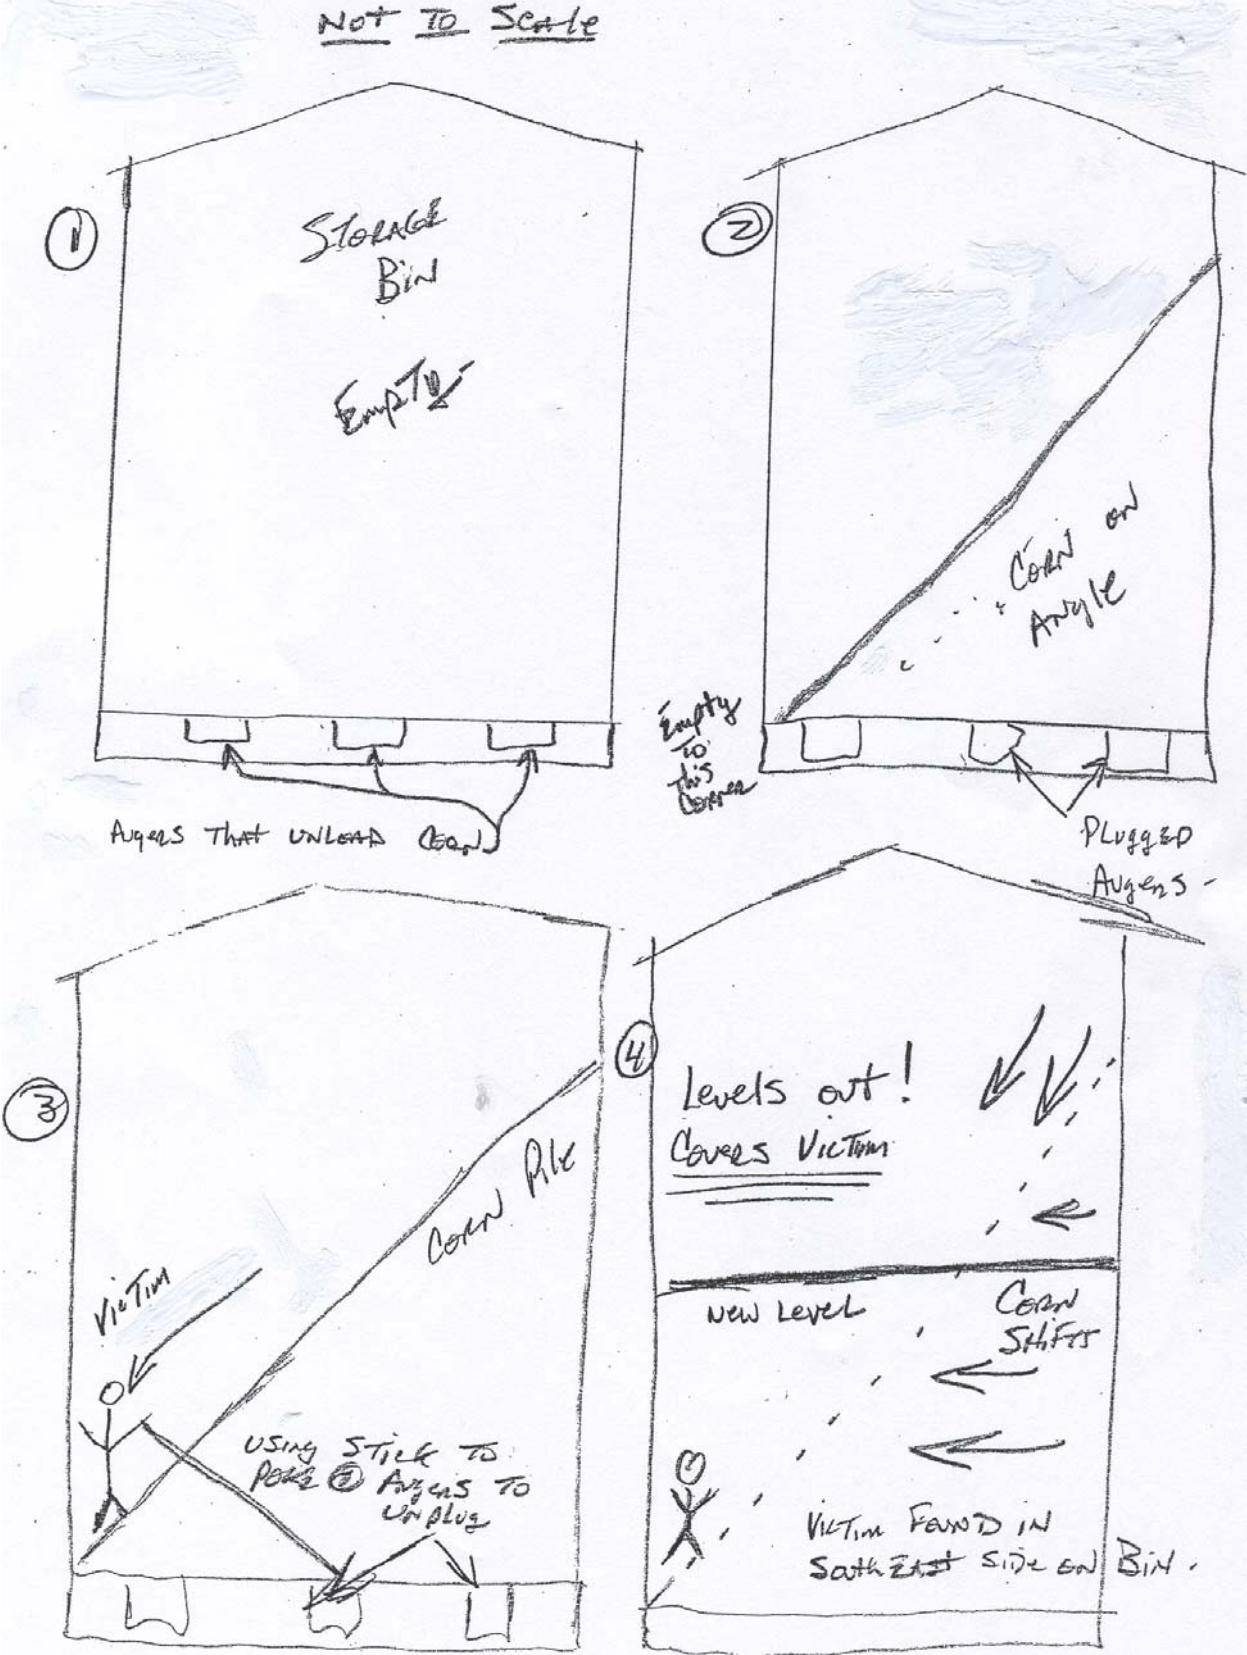 Not To Scale
1
STORAGE
BIN
EMPTY
AUGERS THAT UNLOAD CORN
2
CORN ON
ANGLE
Empty
To
This
Corner
PLUGGED
Augers
3
VICTIM
CORN PILE
USING STICK TO
POKE @ AUGERS TO
UNPLUG
4
Levels out!
COVERS VICTIM
NEW LEVEL
CORN
SHIFTS
VICTIM FOUND IN
South EAST SIDE ON BIN.